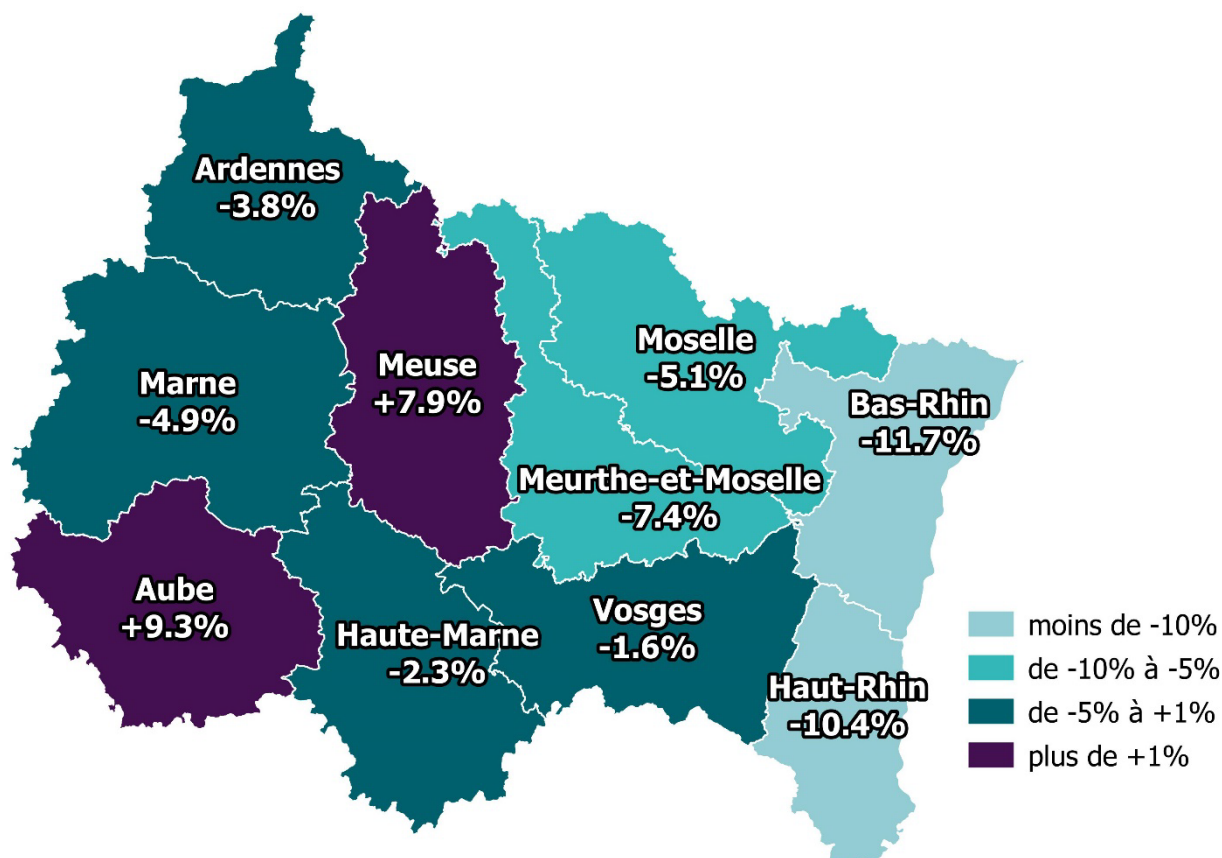 Ardennes
-3.8%
Marne
-4.9%
Meuse
+7.9%
Moselle
-5.1%
Bas-Rhin
-11.7%
Meurthe-et-Moselle
-7.4%
Aube
+9.3%
Haute-Marne
-2.3%
Vosges
-1.6%
Haut-Rhin
-10.4%
moins de -10%
de -10% à -5%
de -5% à +1%
plus de +1%